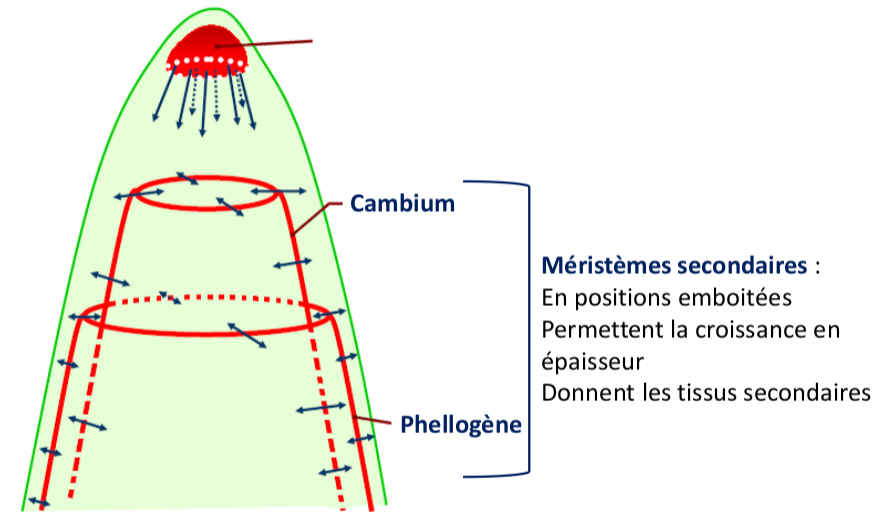 Cambium
Méristèmes secondaires :
En positions emboitées
Permettent la croissance en
épaisseur
Donnent les tissus secondaires
Phellogène